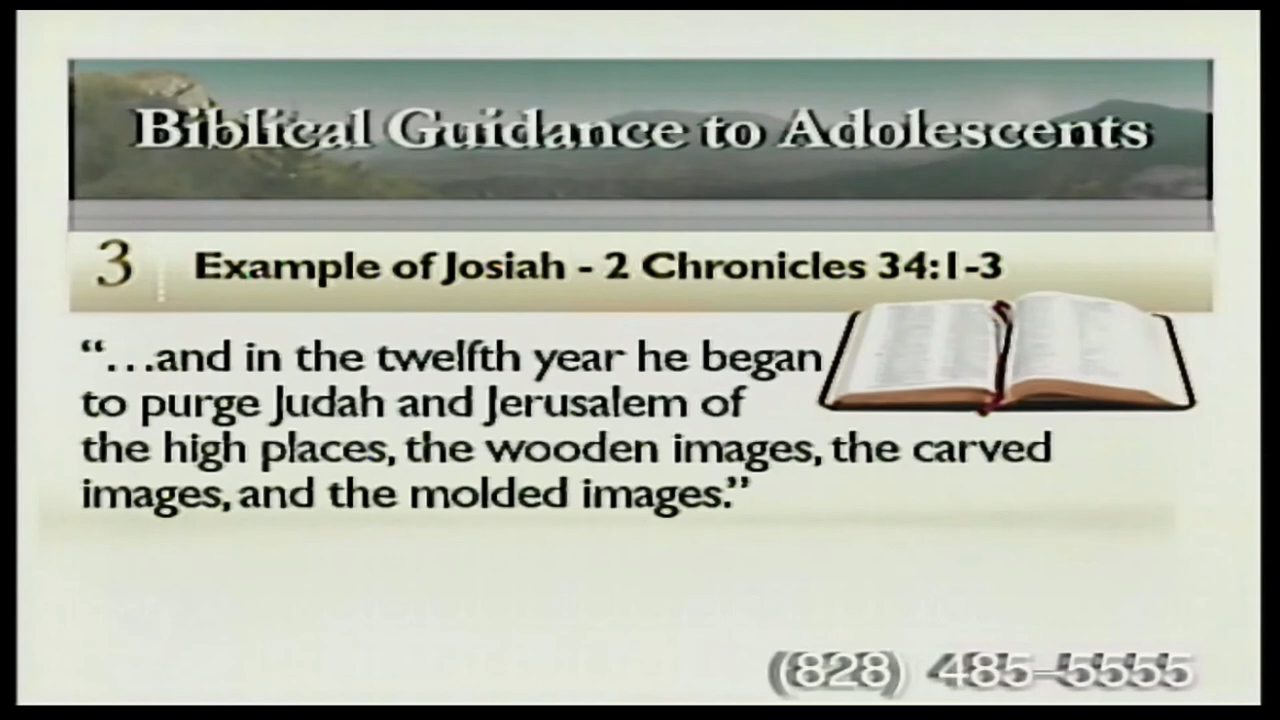 Biblical Guidance to Adolescents
3 Example of Josiah - 2 Chronicles 34:1-3
“...and in the twelfth year he began
to purge Judah and Jerusalem of
the high places, the wooden images, the carved
images, and the molded images.”
(828) 485-5555